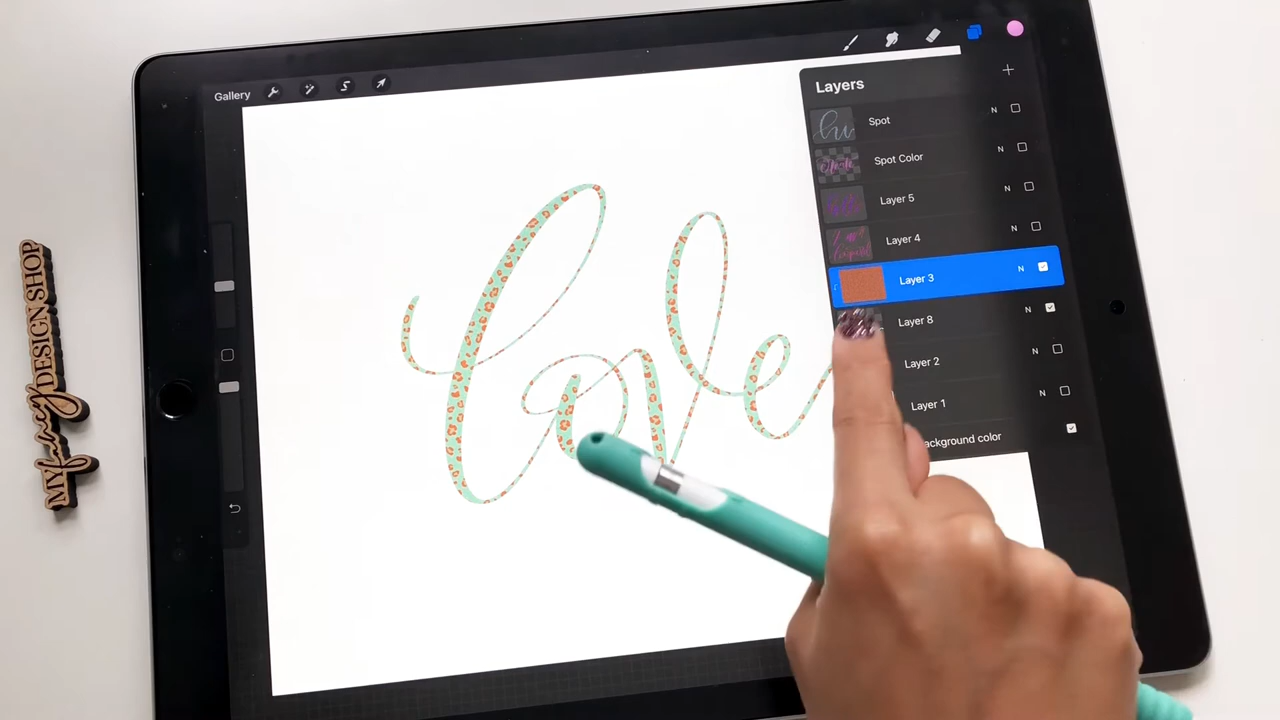 Gallery
Layers
Spot N
Spot Color N
Layer 5 N
Layer 4 N
Layer 3 N
Layer 8 N
Layer 2 N
Layer 1 N
ackground color
love
MY fancy DESIGN SHOP